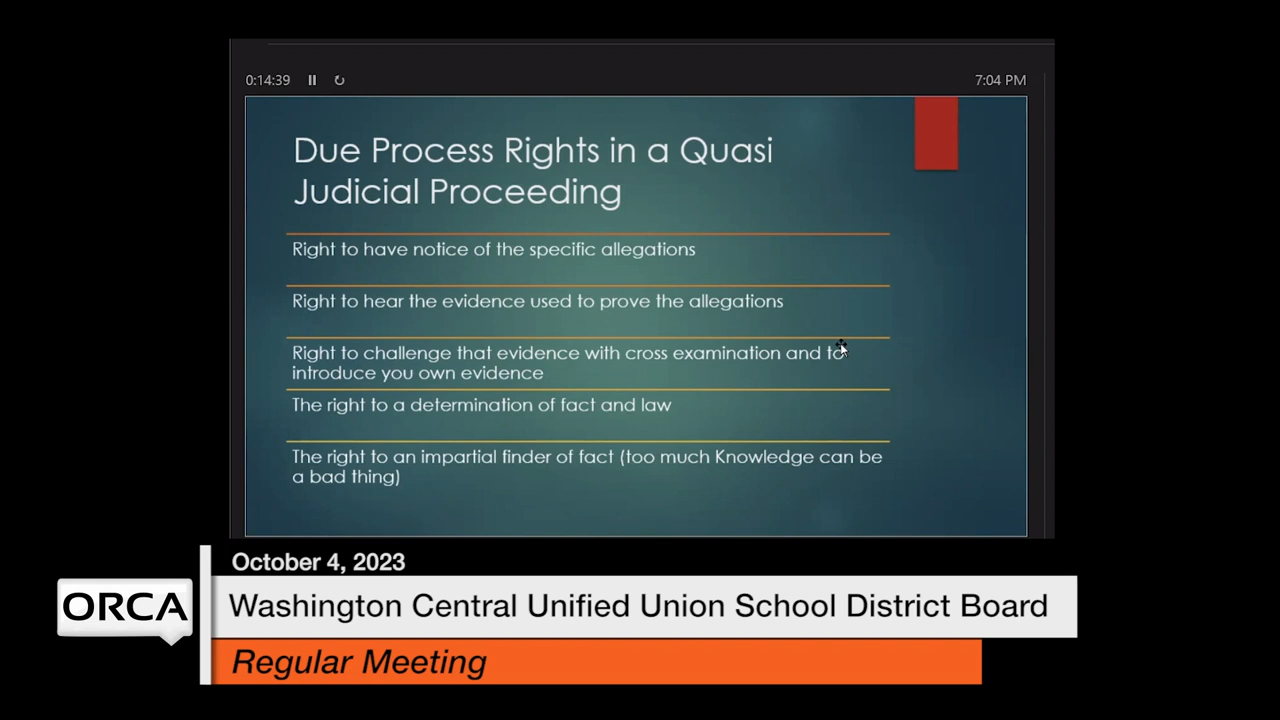 0:14:39
7:04 PM
Due Process Rights in a Quasi
Judicial Proceeding
Right to have notice of the specific allegations
Right to hear the evidence used to prove the allegations
Right to challenge that evidence with cross examination and to
introduce you own evidence
The right to a determination of fact and law
The right to an impartial finder of fact (too much Knowledge can be
a bad thing)
October 4, 2023
ORCA
Washington Central Unified Union School District Board
Regular Meeting